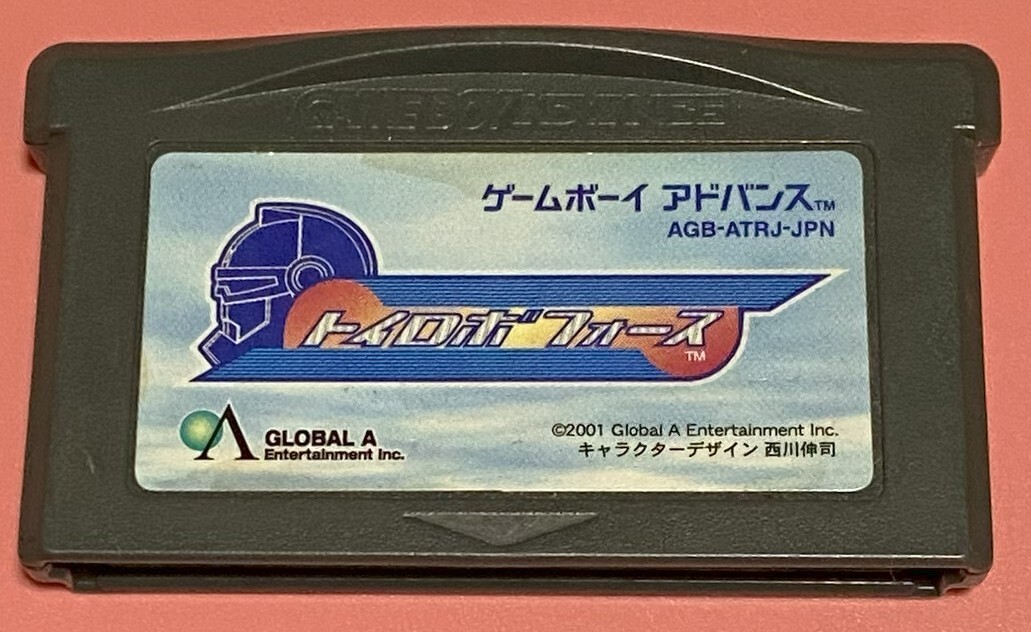 GAME BOY ADVANCE
ゲームボーイ アドバンス™
AGB-ATRJ-JPN
トイロボフォース
TM
GLOBAL A
Entertainment Inc.
©2001 Global A Entertainment Inc.
キャラクターデザイン 西川伸司